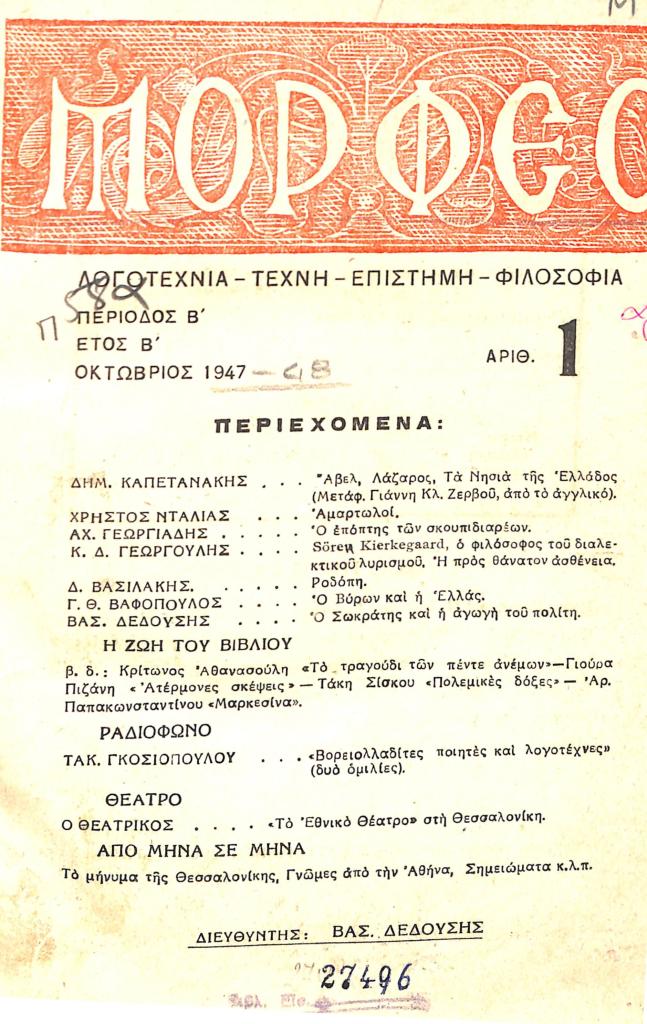 ΜΟΡΦΕΣ
ΛΟΓΟΤΕΧΝΙΑ – ΤΕΧΝΗ – ΕΠΙΣΤΗΜΗ – ΦΙΛΟΣΟΦΙΑ
Π 582
ΠΕΡΙΟΔΟΣ Β'
ΕΤΟΣ Β'
ΟΚΤΩΒΡΙΟΣ 1947 – 48
ΑΡΙΘ. 1
ΠΕΡΙΕΧΟΜΕΝΑ:
ΔΗΜ. ΚΑΠΕΤΑΝΑΚΗΣ . . . Ἄβελ, Λάζαρος, Τὰ Νησιὰ τῆς Ἑλλάδος
(Μετάφ. Γιάννη Κλ. Ζερβοῦ, ἀπὸ τὸ ἀγγλικό).
ΧΡΗΣΤΟΣ ΝΤΑΛΙΑΣ . . . . Ἁμαρτωλοί.
ΑΧ. ΓΕΩΡΓΙΑΔΗΣ . . . . . Ὁ ἐπόπτης τῶν σκουπιδιαρέων.
Κ. Δ. ΓΕΩΡΓΟΥΛΗΣ . . . . Sören Kierkegaard, ὁ φιλόσοφος τοῦ διαλε-
κτικοῦ λυρισμοῦ. Ἡ πρὸς θάνατον ἀσθένεια.
Δ. ΒΑΣΙΛΑΚΗΣ. . . . . . Ροδόπη.
Γ. Θ. ΒΑΦΟΠΟΥΛΟΣ . . . . Ὁ Βύρων καὶ ἡ Ἑλλάς.
ΒΑΣ. ΔΕΔΟΥΣΗΣ . . . . . Ὁ Σωκράτης καὶ ἡ ἀγωγὴ τοῦ πολίτη.
Η ΖΩΗ ΤΟΥ ΒΙΒΛΙΟΥ
β. δ.: Κρίτωνος Ἀθανασούλη «Τὸ τραγούδι τῶν πέντε ἀνέμων» – Γιούρα
Πιζάνη «Ἀτέρμονες σκέψεις» – Τάκη Σίσκου «Πολεμικὲς δόξες» – Ἀρ.
Παπακωνσταντίνου «Μαρκεσίνα».
ΡΑΔΙΟΦΩΝΟ
ΤΑΚ. ΓΚΟΣΙΟΠΟΥΛΟΥ . . . «Βορειολλαδίτες ποιητὲς καὶ λογοτέχνες»
(δυὸ ὁμιλίες).
ΘΕΑΤΡΟ
Ο ΘΕΑΤΡΙΚΟΣ . . . . «Τὸ Ἐθνικὸ Θέατρο» στὴ Θεσσαλονίκη.
ΑΠΟ ΜΗΝΑ ΣΕ ΜΗΝΑ
Τὸ μήνυμα τῆς Θεσσαλονίκης, Γνῶμες ἀπὸ τὴν Ἀθήνα, Σημειώματα κ.λ.π.
ΔΙΕΥΘΥΝΤΗΣ: ΒΑΣ. ΔΕΔΟΥΣΗΣ
27496